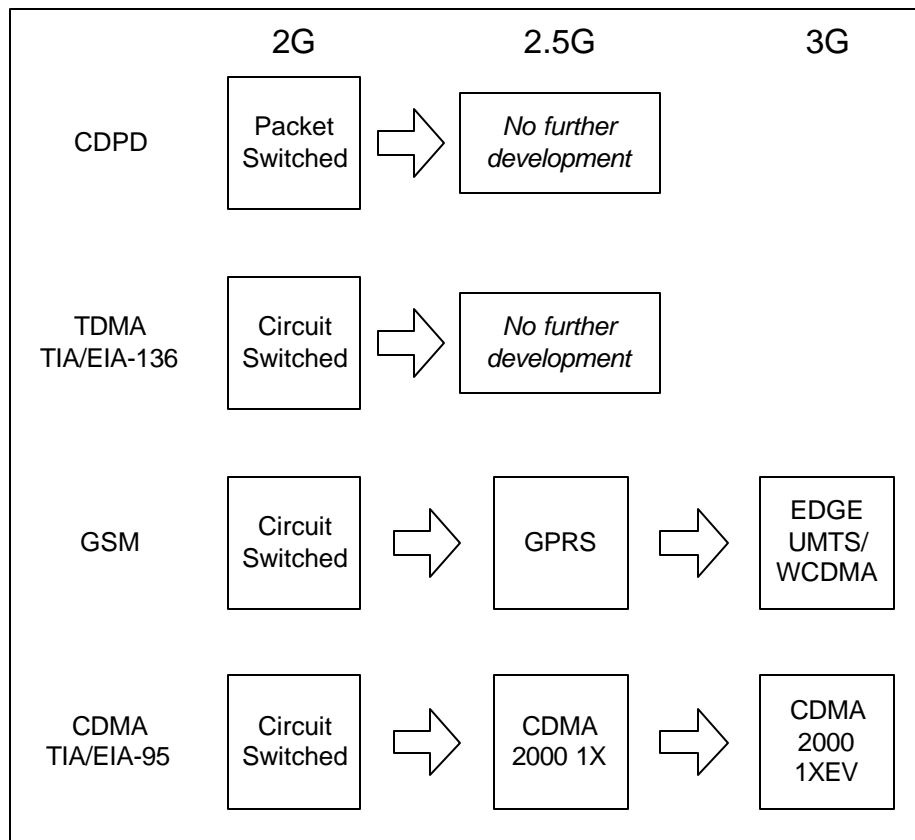 2G 2.5G 3G
CDPD
Packet
Switched
No further
development
TDMA
TIA/EIA-136
Circuit
Switched
No further
development
GSM
Circuit
Switched
GPRS
EDGE
UMTS/
WCDMA
CDMA
TIA/EIA-95
Circuit
Switched
CDMA
2000 1X
CDMA
2000
1XEV